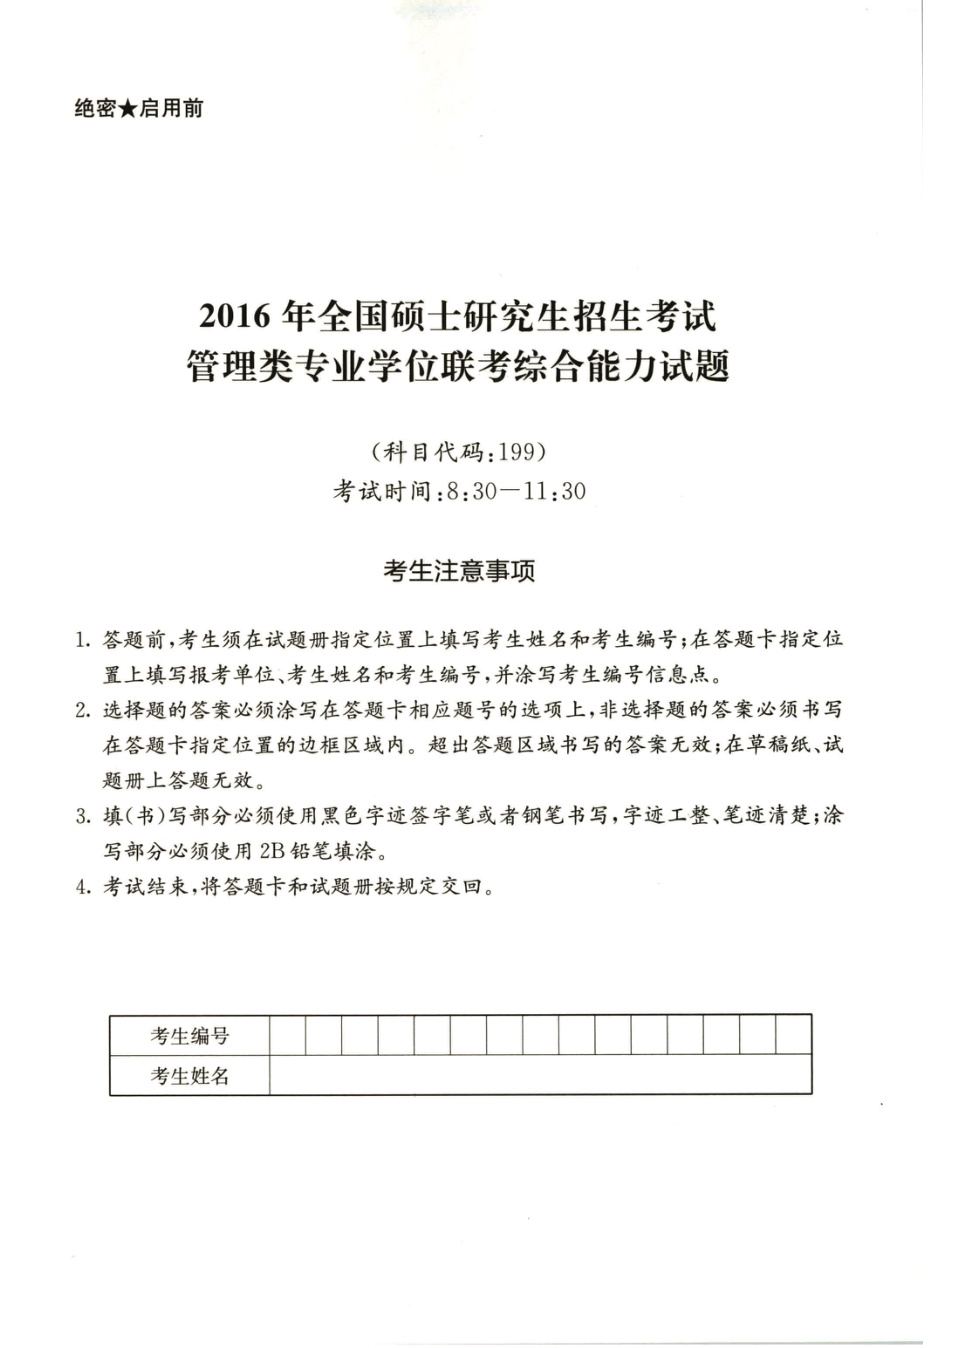 绝密★启用前
2016 年全国硕士研究生招生考试
管理类专业学位联考综合能力试题
(科目代码:199)
考试时间:8:30—11:30
考生注意事项
1. 答题前,考生须在试题册指定位置上填写考生姓名和考生编号;在答题卡指定位
置上填写报考单位、考生姓名和考生编号,并涂写考生编号信息点。
2. 选择题的答案必须涂写在答题卡相应题号的选项上,非选择题的答案必须书写
在答题卡指定位置的边框区域内。超出答题区域书写的答案无效;在草稿纸、试
题册上答题无效。
3. 填(书)写部分必须使用黑色字迹签字笔或者钢笔书写,字迹工整、笔迹清楚;涂
写部分必须使用 2B 铅笔填涂。
4. 考试结束,将答题卡和试题册按规定交回。
考生编号
考生姓名